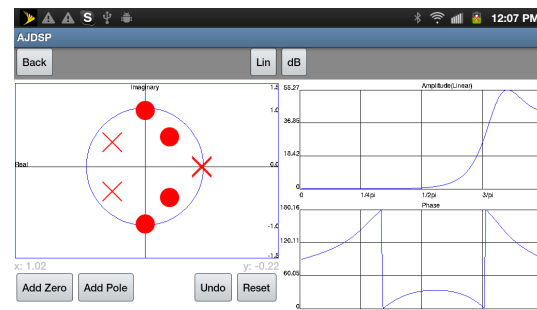 12:07 PM
AJDSP
Back
Lin
dB
Imaginary
1.5
1.0
Real
0.0
-1.0
-1.5
x: 1.02
y: -0.22
Add Zero
Add Pole
Undo
Reset
Amplitude(Linear)
55.27
36.85
18.42
0
0
1/4pi
1/2pi
3/pi
Phase
180.16
120.11
60.05
0